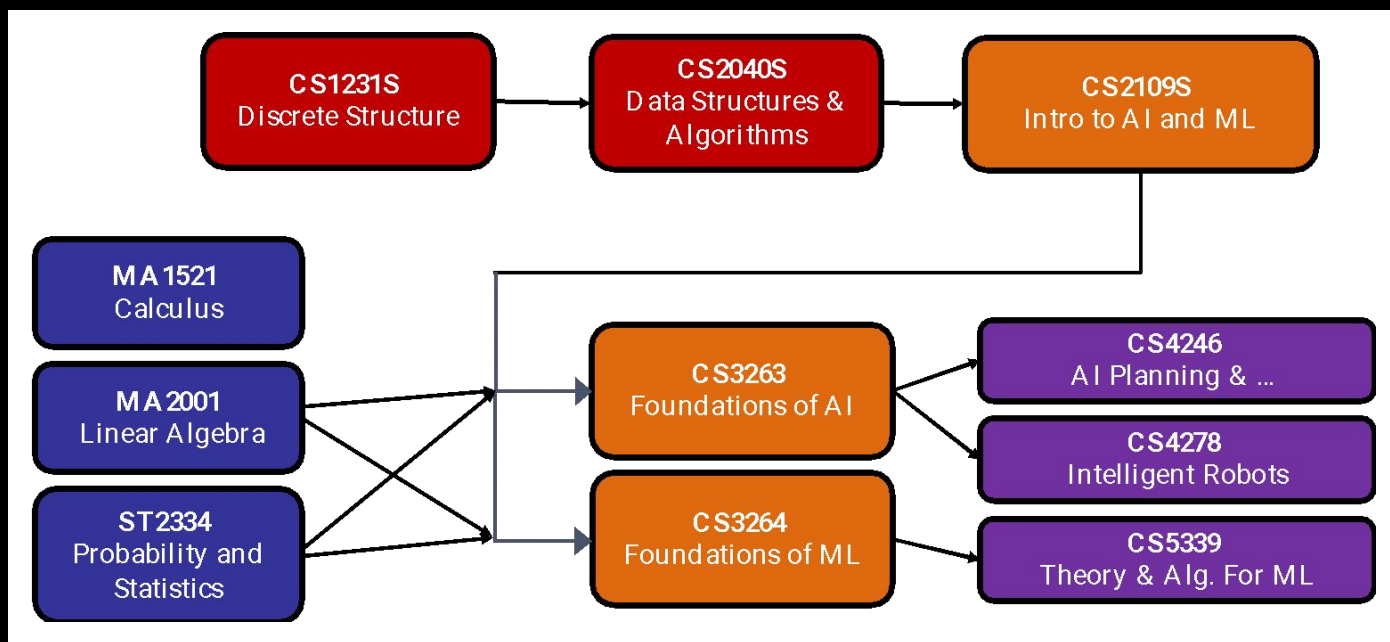 CS1231S
Discrete Structure
CS2040S
Data Structures &
Algorithms
CS2109S
Intro to AI and ML
MA1521
Calculus
MA2001
Linear Algebra
ST2334
Probability and
Statistics
CS3263
Foundations of AI
CS3264
Foundations of ML
CS4246
AI Planning & ...
CS4278
Intelligent Robots
CS5339
Theory & Alg. For ML